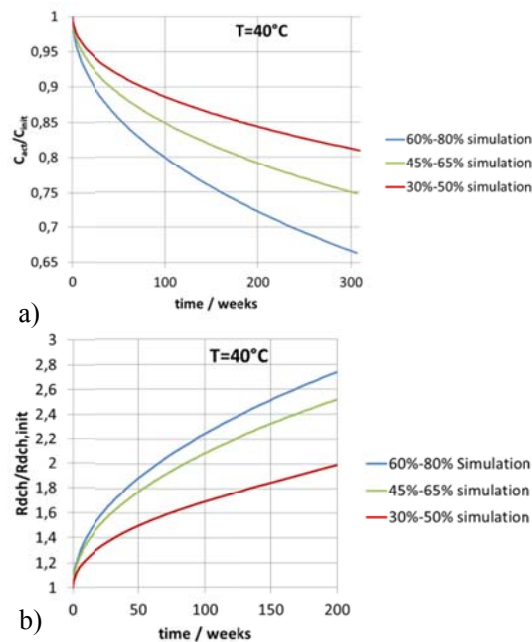 T=40°C
1
0,95
0,9
0,85
0,8
0,75
0,7
0,65
Cact/Cinit
0 100 200 300
time / weeks
60%-80% simulation
45%-65% simulation
30%-50% simulation
a)
T=40°C
3
2,8
2,6
2,4
2,2
2
1,8
1,6
1,4
1,2
1
Rdch/Rdch,init
0 50 100 150 200
time / weeks
60%-80% Simulation
45%-65% simulation
30%-50% simulation
b)